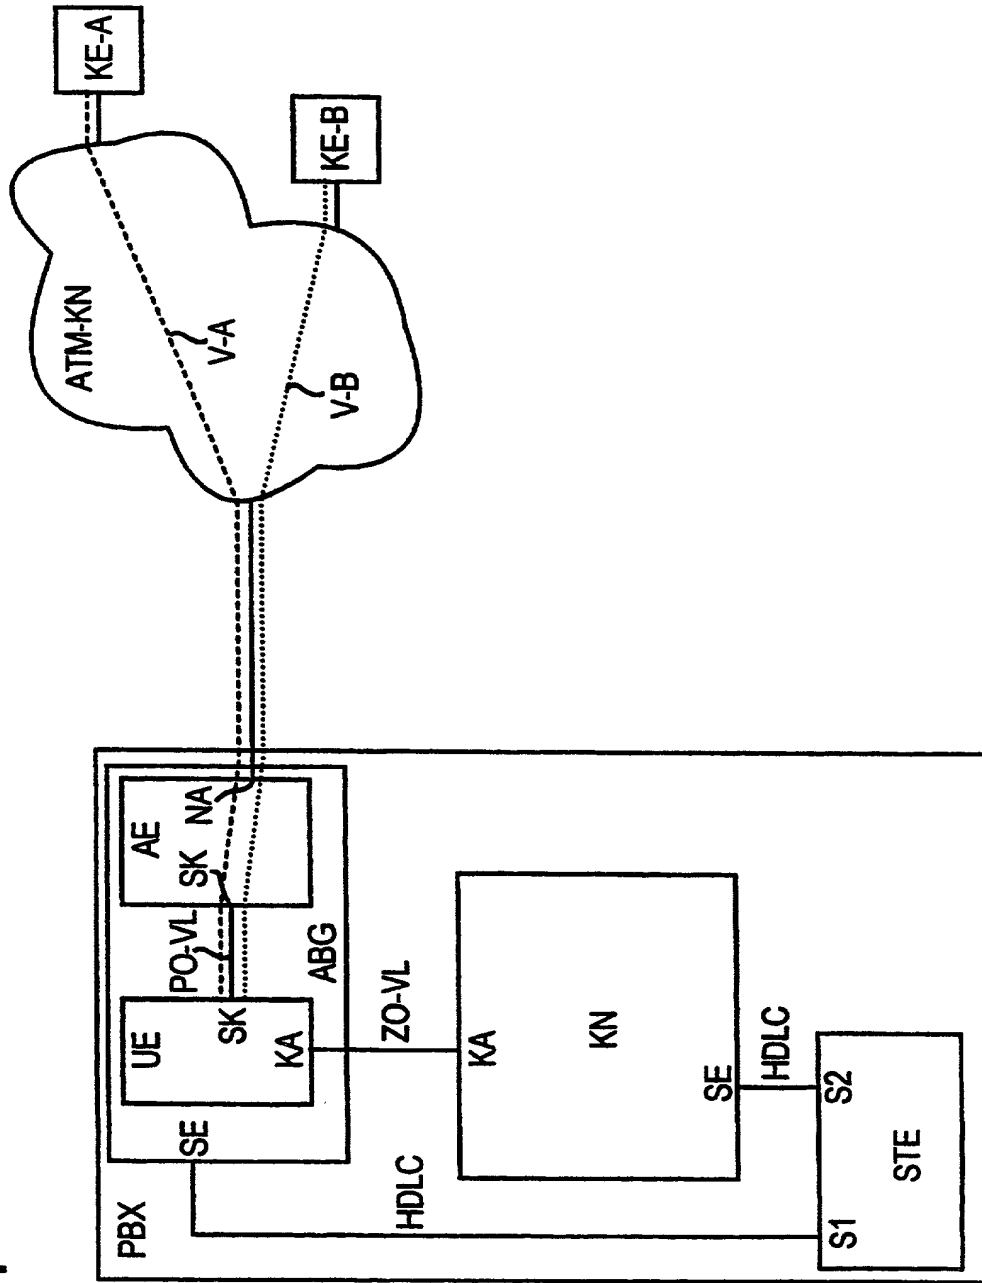 KE-A
KE-B
ATM-KN
V-A
V-B
PBX
SE
UE
SK
KA
PO-VL
AE
SK
NA
ABG
ZO-VL
HDLC
KA
KN
SE
HDLC
S1
S2
STE